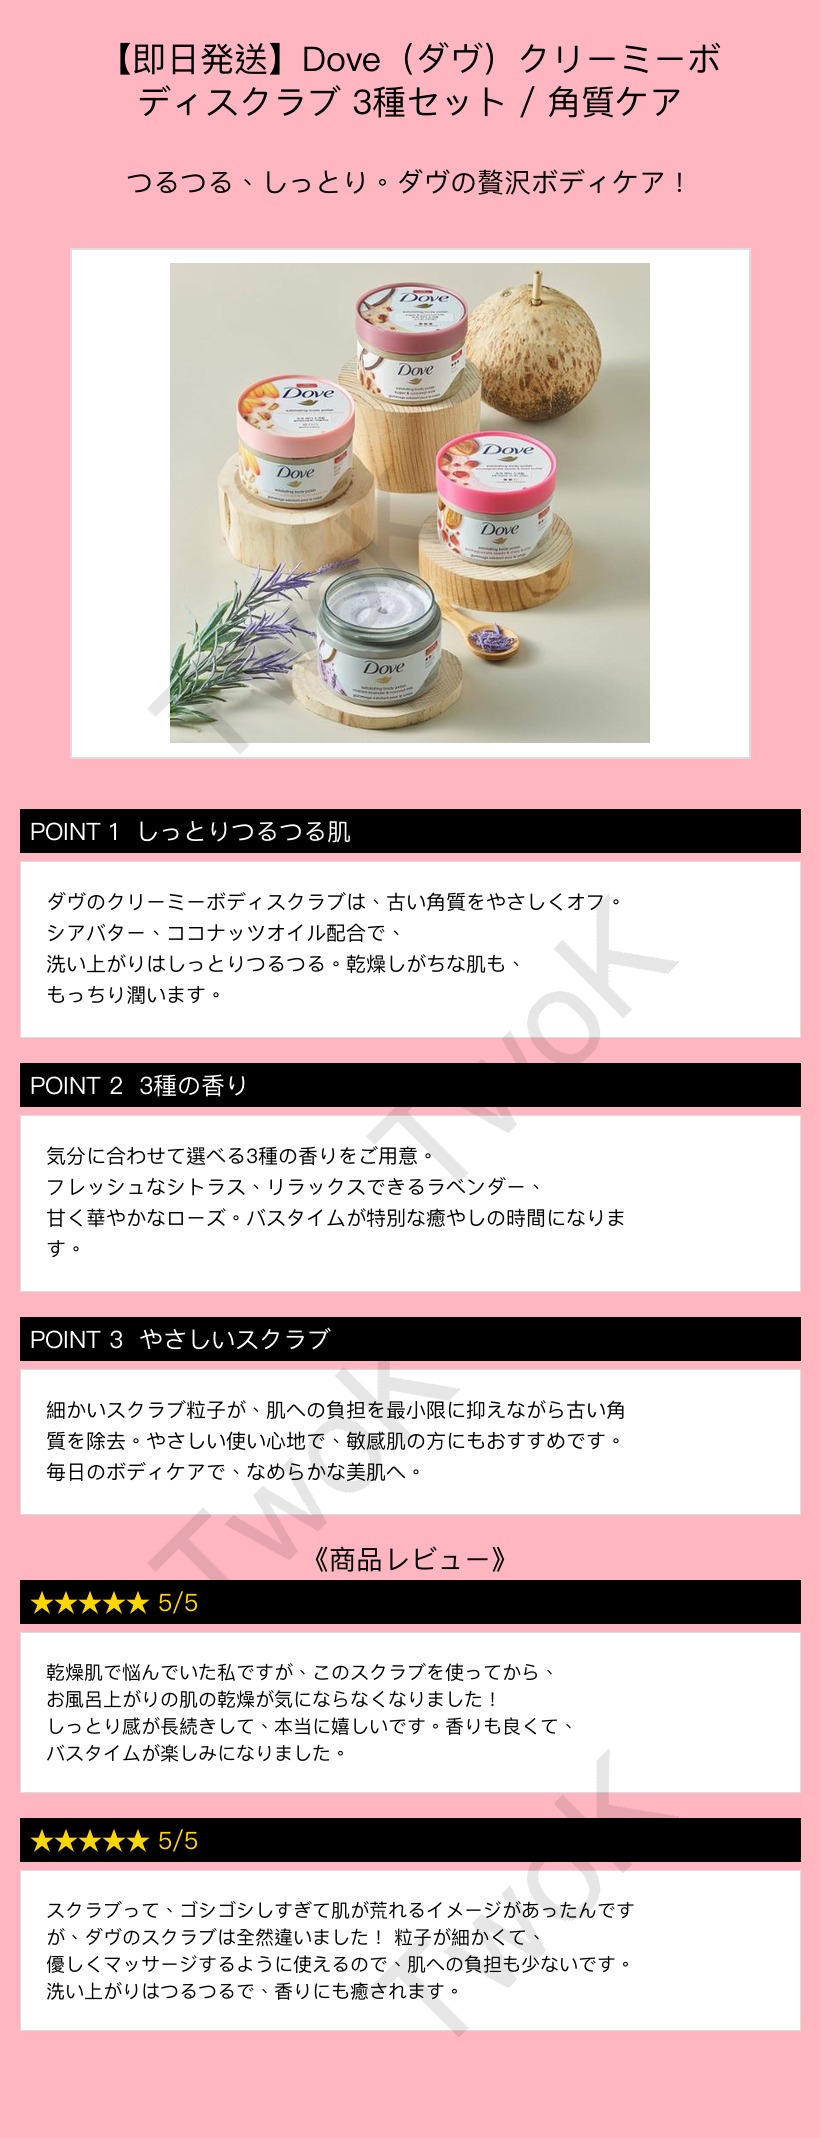 【即日発送】Dove（ダヴ）クリーミーボ
ディスクラブ 3種セット / 角質ケア
つるつる、しっとり。ダヴの贅沢ボディケア！
Dove
exfoliating body polish
Dove
exfoliating body polish
Dove
exfoliating body polish
Dove
exfoliating body polish
Dove
exfoliating body polish
Dove
exfoliating body polish
Dove
exfoliating body polish
TwoK
POINT 1 しっとりつるつる肌
ダヴのクリーミーボディスクラブは、古い角質をやさしくオフ。
シアバター、ココナッツオイル配合で、
洗い上がりはしっとりつるつる。乾燥しがちな肌も、
もっちり潤います。
TwoK
POINT 2 3種の香り
気分に合わせて選べる3種の香りをご用意。
フレッシュなシトラス、リラックスできるラベンダー、
甘く華やかなローズ。バスタイムが特別な癒やしの時間になりま
す。
POINT 3 やさしいスクラブ
細かいスクラブ粒子が、肌への負担を最小限に抑えながら古い角
質を除去。やさしい使い心地で、敏感肌の方にもおすすめです。
毎日のボディケアで、なめらかな美肌へ。
TwoK
《商品レビュー》
★★★★★ 5/5
乾燥肌で悩んでいた私ですが、このスクラブを使ってから、
お風呂上がりの肌の乾燥が気にならなくなりました！
しっとり感が長続きして、本当に嬉しいです。香りも良くて、
バスタイムが楽しみになりました。
★★★★★ 5/5
スクラブって、ゴシゴシしすぎて肌が荒れるイメージがあったんです
が、ダヴのスクラブは全然違いました！ 粒子が細かくて、
優しくマッサージするように使えるので、肌への負担も少ないです。
洗い上がりはつるつるで、香りにも癒されます。
TwoK